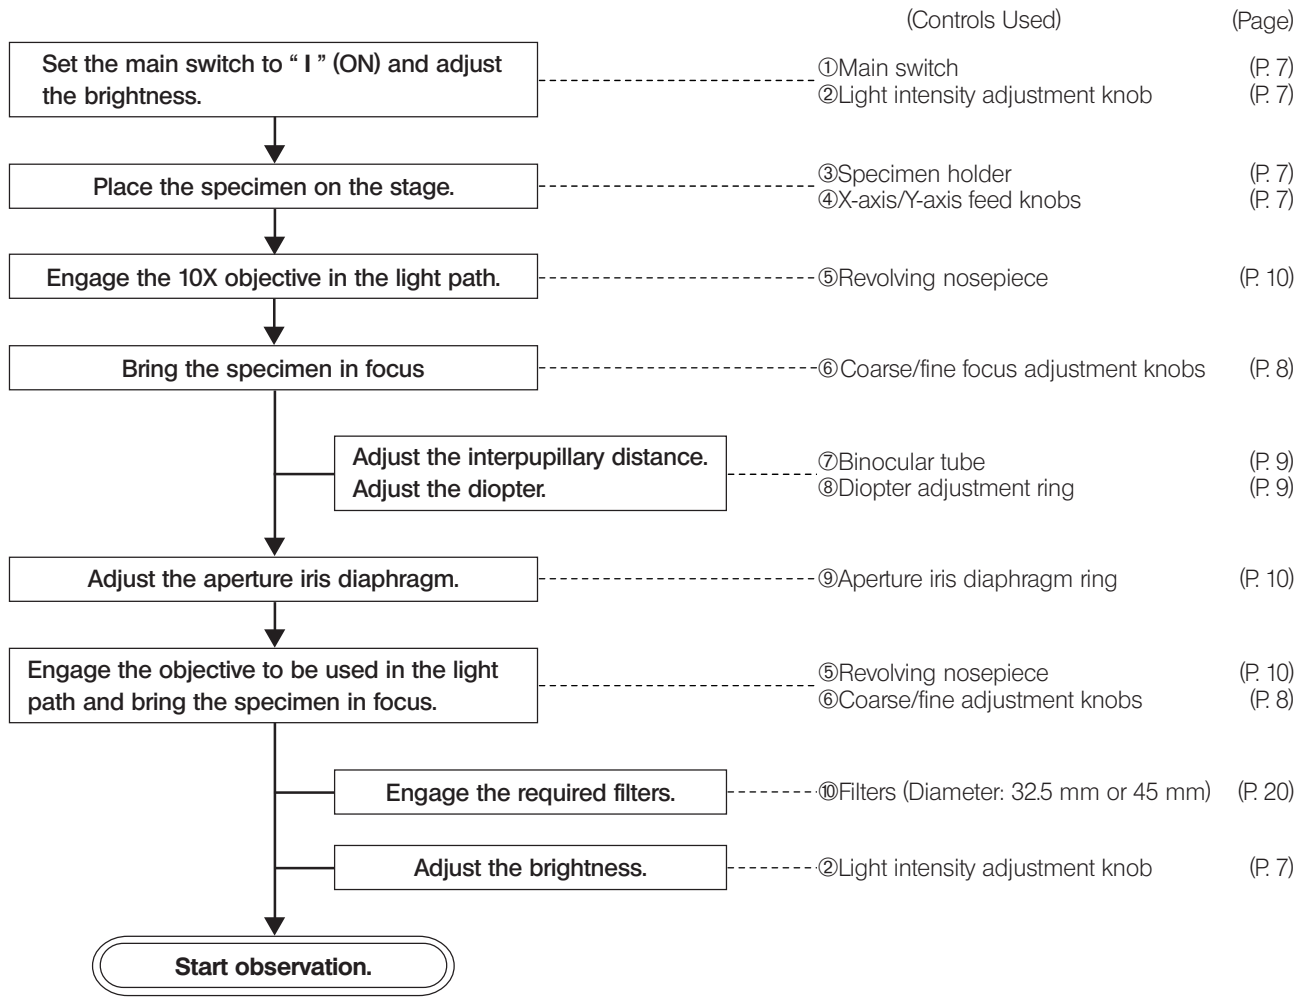 (Controls Used) (Page)
Set the main switch to “ I ” (ON) and adjust
the brightness.
①Main switch (P. 7)
②Light intensity adjustment knob (P. 7)
Place the specimen on the stage.
③Specimen holder (P. 7)
④X-axis/Y-axis feed knobs (P. 7)
Engage the 10X objective in the light path.
⑤Revolving nosepiece (P. 10)
Bring the specimen in focus
⑥Coarse/fine focus adjustment knobs (P. 8)
Adjust the interpupillary distance.
Adjust the diopter.
⑦Binocular tube (P. 9)
⑧Diopter adjustment ring (P. 9)
Adjust the aperture iris diaphragm.
⑨Aperture iris diaphragm ring (P. 10)
Engage the objective to be used in the light
path and bring the specimen in focus.
⑤Revolving nosepiece (P. 10)
⑥Coarse/fine adjustment knobs (P. 8)
Engage the required filters.
⑩Filters (Diameter: 32.5 mm or 45 mm) (P. 20)
Adjust the brightness.
②Light intensity adjustment knob (P. 7)
Start observation.